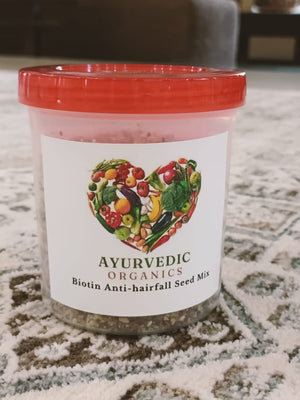 AYURVEDIC
ORGANICS
Biotin Anti-hairfall Seed Mix